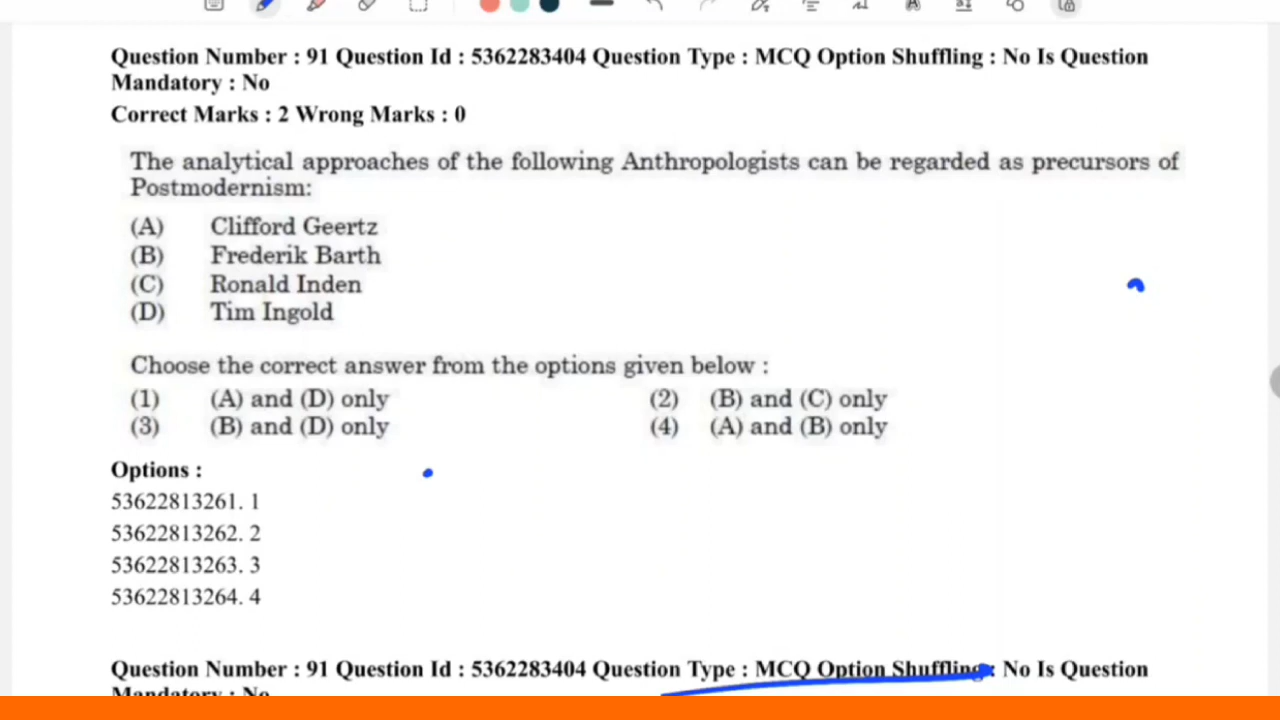 Question Number : 91 Question Id : 5362283404 Question Type : MCQ Option Shuffling : No Is Question
Mandatory : No
Correct Marks : 2 Wrong Marks : 0
The analytical approaches of the following Anthropologists can be regarded as precursors of
Postmodernism:
(A) Clifford Geertz
(B) Frederik Barth
(C) Ronald Inden
(D) Tim Ingold
Choose the correct answer from the options given below :
(1) (A) and (D) only (2) (B) and (C) only
(3) (B) and (D) only (4) (A) and (B) only
Options :
53622813261. 1
53622813262. 2
53622813263. 3
53622813264. 4
Question Number : 91 Question Id : 5362283404 Question Type : MCQ Option Shuffling : No Is Question
Mandatory : No